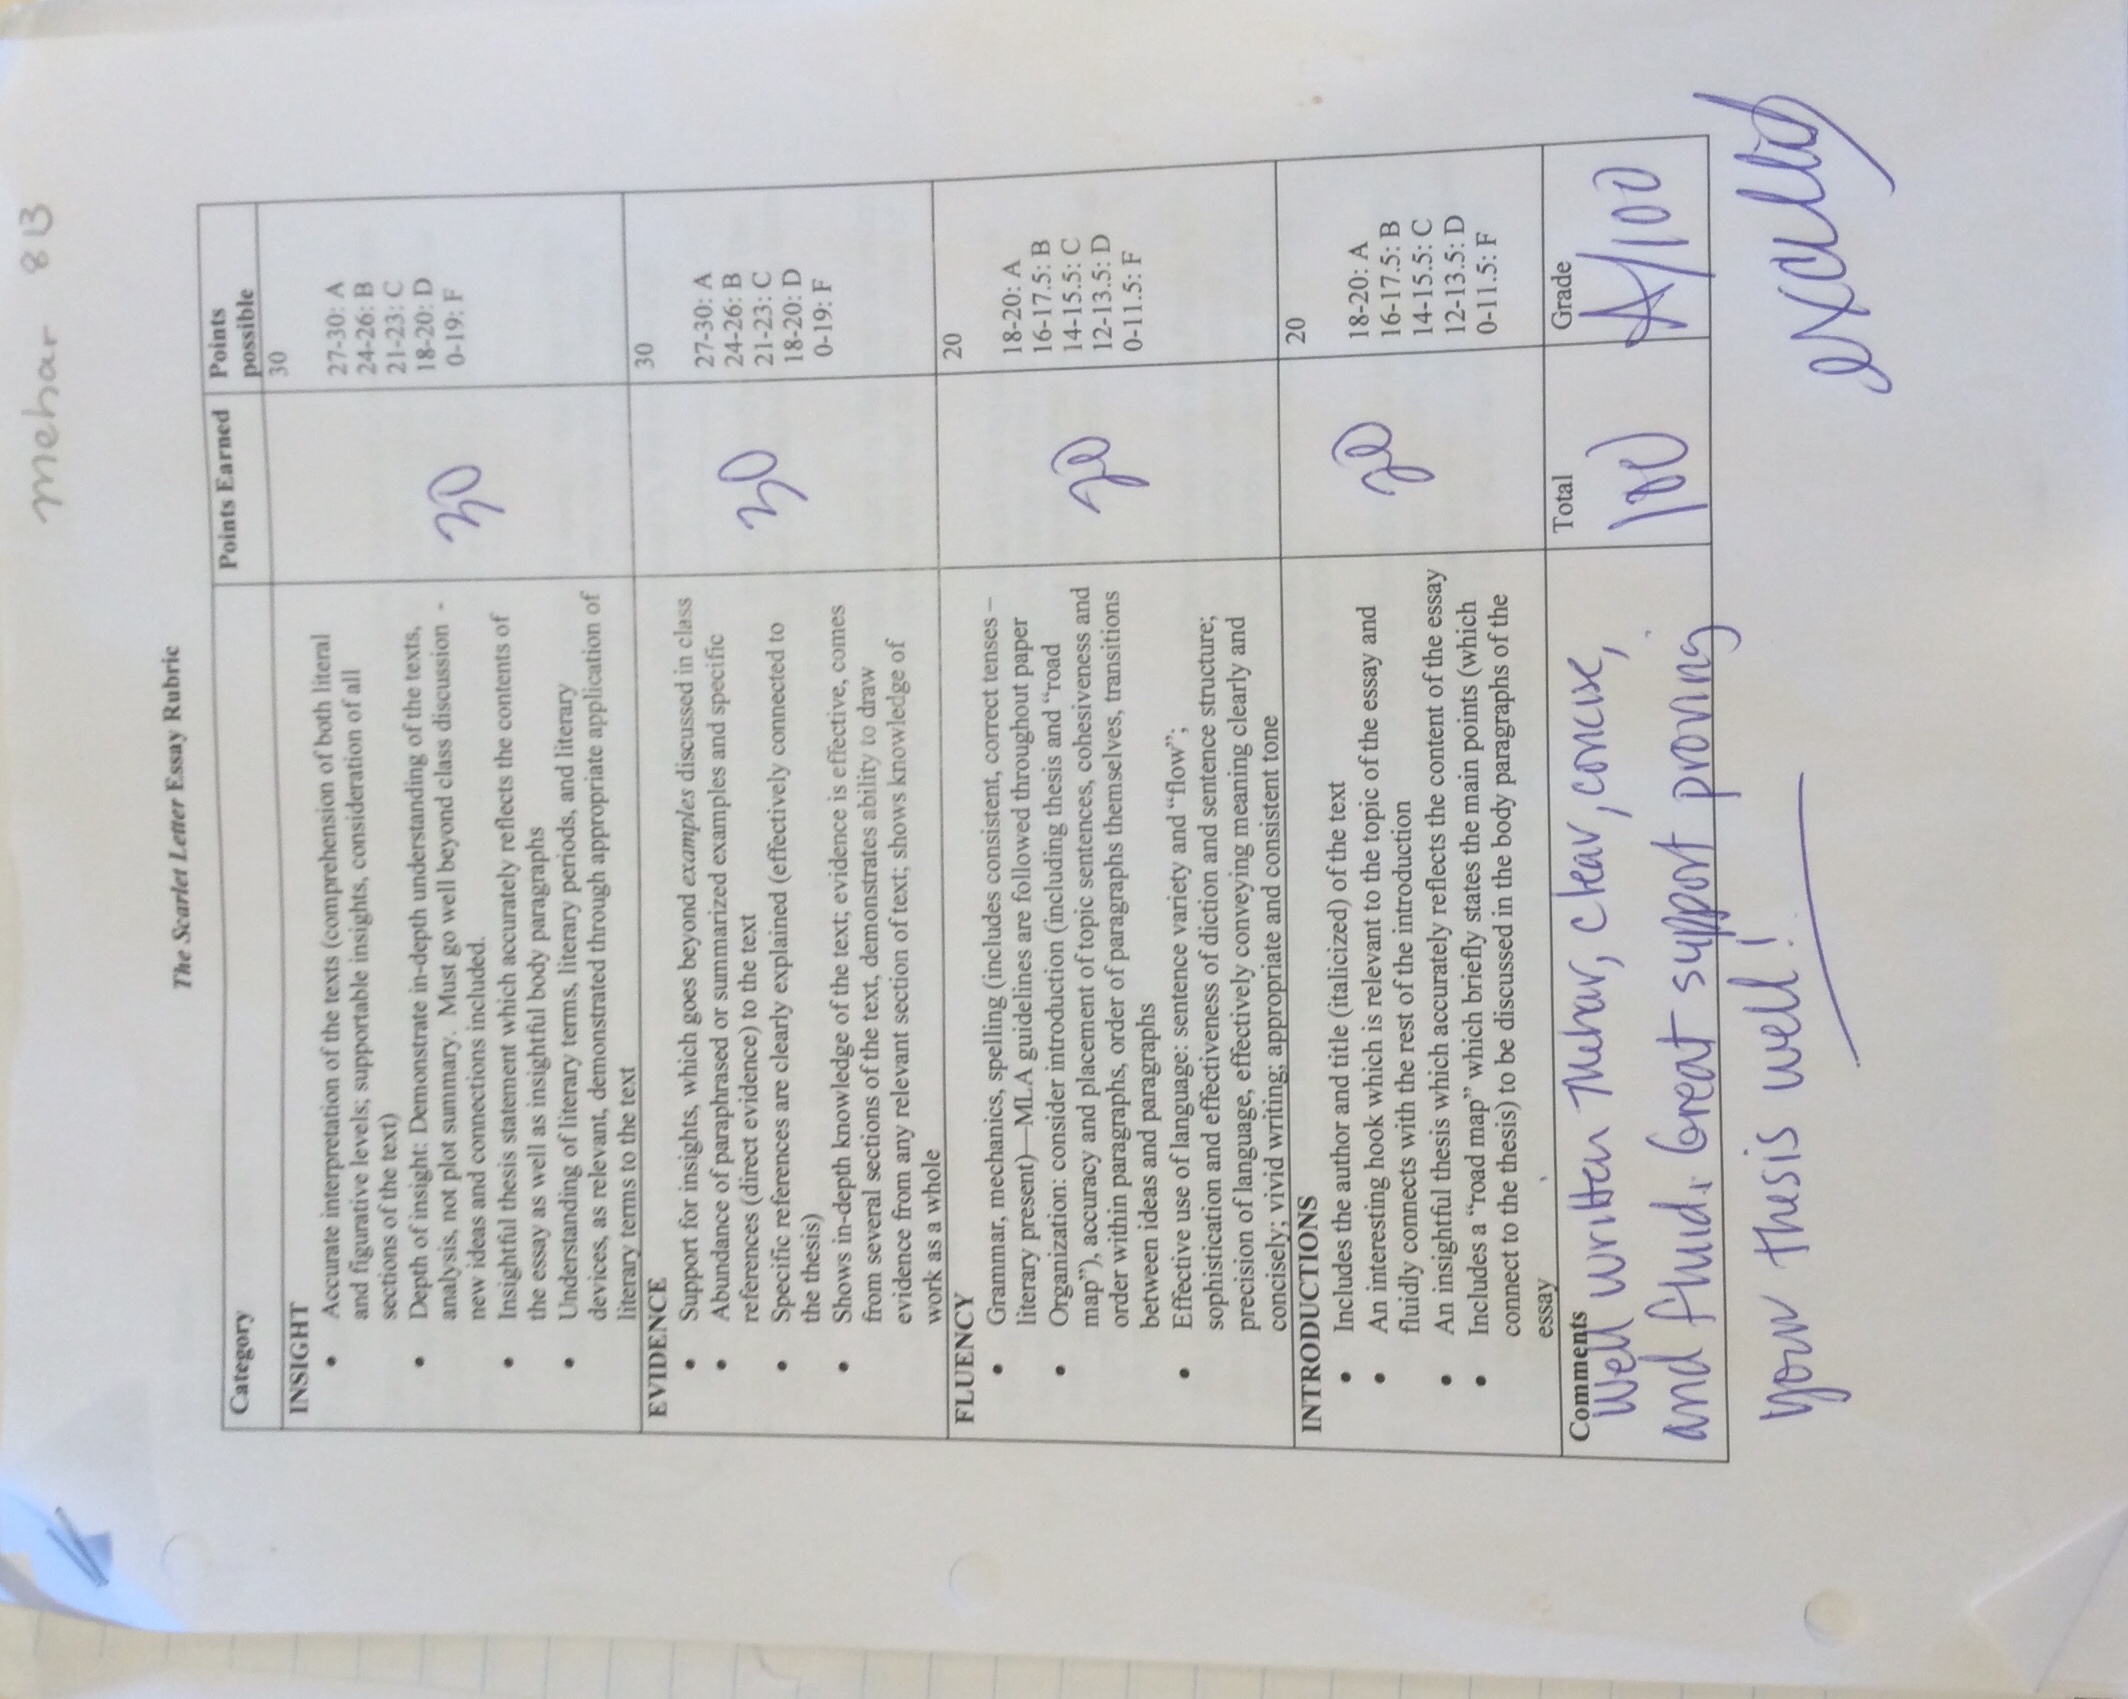 mehar 8B
The Scarlet Letter Essay Rubric
Category Points Earned Points possible
INSIGHT 30
• Accurate interpretation of the texts (comprehension of both literal
and figurative levels; supportable insights, consideration of all
sections of the text)
• Depth of insight: Demonstrate in-depth understanding of the texts,
analysis, not plot summary. Must go well beyond class discussion -
new ideas and connections included.
• Insightful thesis statement which accurately reflects the contents of
the essay as well as insightful body paragraphs
• Understanding of literary terms, literary periods, and literary
devices, as relevant, demonstrated through appropriate application of
literary terms to the text
30
27-30: A
24-26: B
21-23: C
18-20: D
0-19: F
EVIDENCE 30
• Support for insights, which goes beyond examples discussed in class
• Abundance of paraphrased or summarized examples and specific
references (direct evidence) to the text
• Specific references are clearly explained (effectively connected to
the thesis)
• Shows in-depth knowledge of the text; evidence is effective, comes
from several sections of the text, demonstrates ability to draw
evidence from any relevant section of text; shows knowledge of
work as a whole
30
27-30: A
24-26: B
21-23: C
18-20: D
0-19: F
FLUENCY 20
• Grammar, mechanics, spelling (includes consistent, correct tenses –
literary present)—MLA guidelines are followed throughout paper
• Organization: consider introduction (including thesis and “road
map”), accuracy and placement of topic sentences, cohesiveness and
order within paragraphs, order of paragraphs themselves, transitions
between ideas and paragraphs
• Effective use of language: sentence variety and “flow”;
sophistication and effectiveness of diction and sentence structure;
precision of language, effectively conveying meaning clearly and
concisely; vivid writing; appropriate and consistent tone
20
18-20: A
16-17.5: B
14-15.5: C
12-13.5: D
0-11.5: F
INTRODUCTIONS 20
• Includes the author and title (italicized) of the text
• An interesting hook which is relevant to the topic of the essay and
fluidly connects with the rest of the introduction
• An insightful thesis which accurately reflects the content of the essay
• Includes a “road map” which briefly states the main points (which
connect to the thesis) to be discussed in the body paragraphs of the
essay
20
18-20: A
16-17.5: B
14-15.5: C
12-13.5: D
0-11.5: F
Comments Total Grade
Well written Mehar, clear, concise, 100 A/100
and fluid. Great support proving
your thesis well!